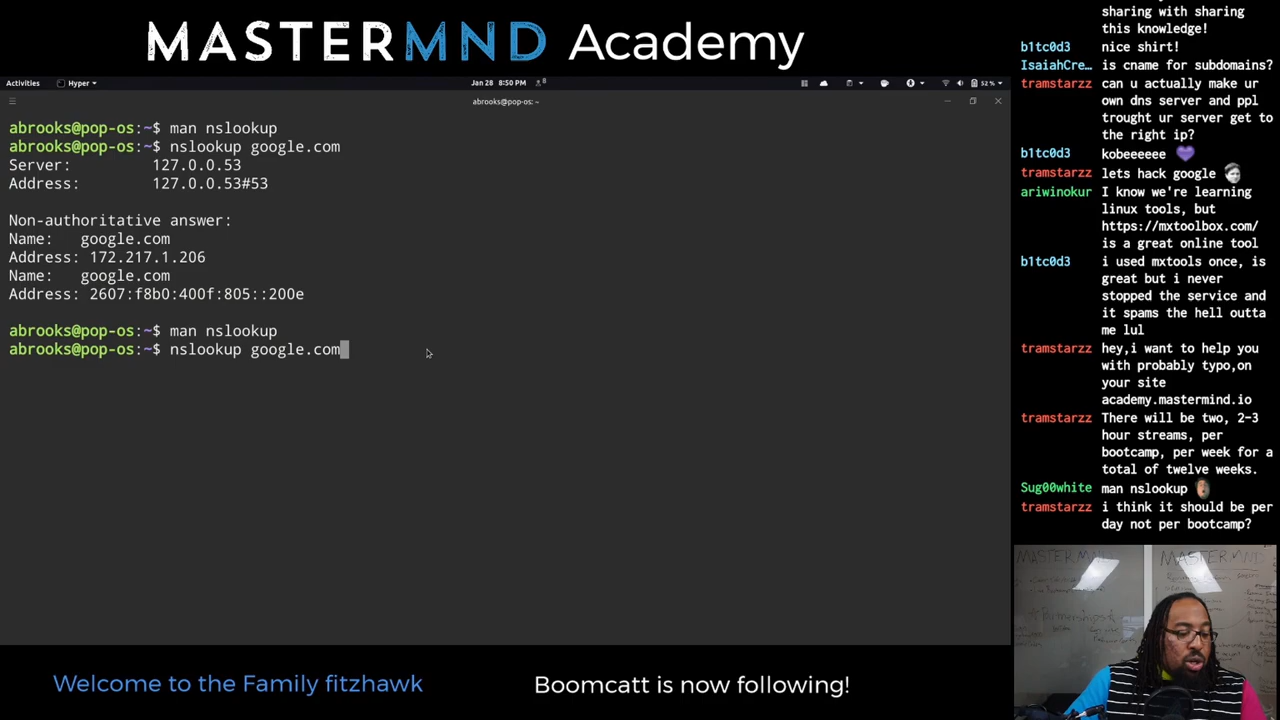 MASTERMND Academy
Activities
Hyper
Jan 28 8:50 PM
8
52 %
abrooks@pop-os: ~
abrooks@pop-os:~$ man nslookup
abrooks@pop-os:~$ nslookup google.com
Server: 127.0.0.53
Address: 127.0.0.53#53
Non-authoritative answer:
Name: google.com
Address: 172.217.1.206
Name: google.com
Address: 2607:f8b0:400f:805::200e
abrooks@pop-os:~$ man nslookup
abrooks@pop-os:~$ nslookup google.com
sharing with sharing
this knowledge!
b1tc0d3 nice shirt!
IsaiahCre… is cname for subdomains?
tramstarzz can u actually make ur
own dns server and ppl
trought ur server get to
the right ip?
b1tc0d3 kobeeeeee
tramstarzz lets hack google
ariwinokur I know we're learning
linux tools, but
https://mxtoolbox.com/
is a great online tool
b1tc0d3 i used mxtools once, is
great but i never
stopped the service and
it spams the hell outta
me lul
tramstarzz hey,i want to help you
with probably typo,on
your site
academy.mastermind.io
tramstarzz There will be two, 2-3
hour streams, per
bootcamp, per week for a
total of twelve weeks.
Sug00white man nslookup
tramstarzz i think it should be per
day not per bootcamp?
MASTERMND
MASTERMND
Welcome to the Family fitzhawk
Boomcatt is now following!